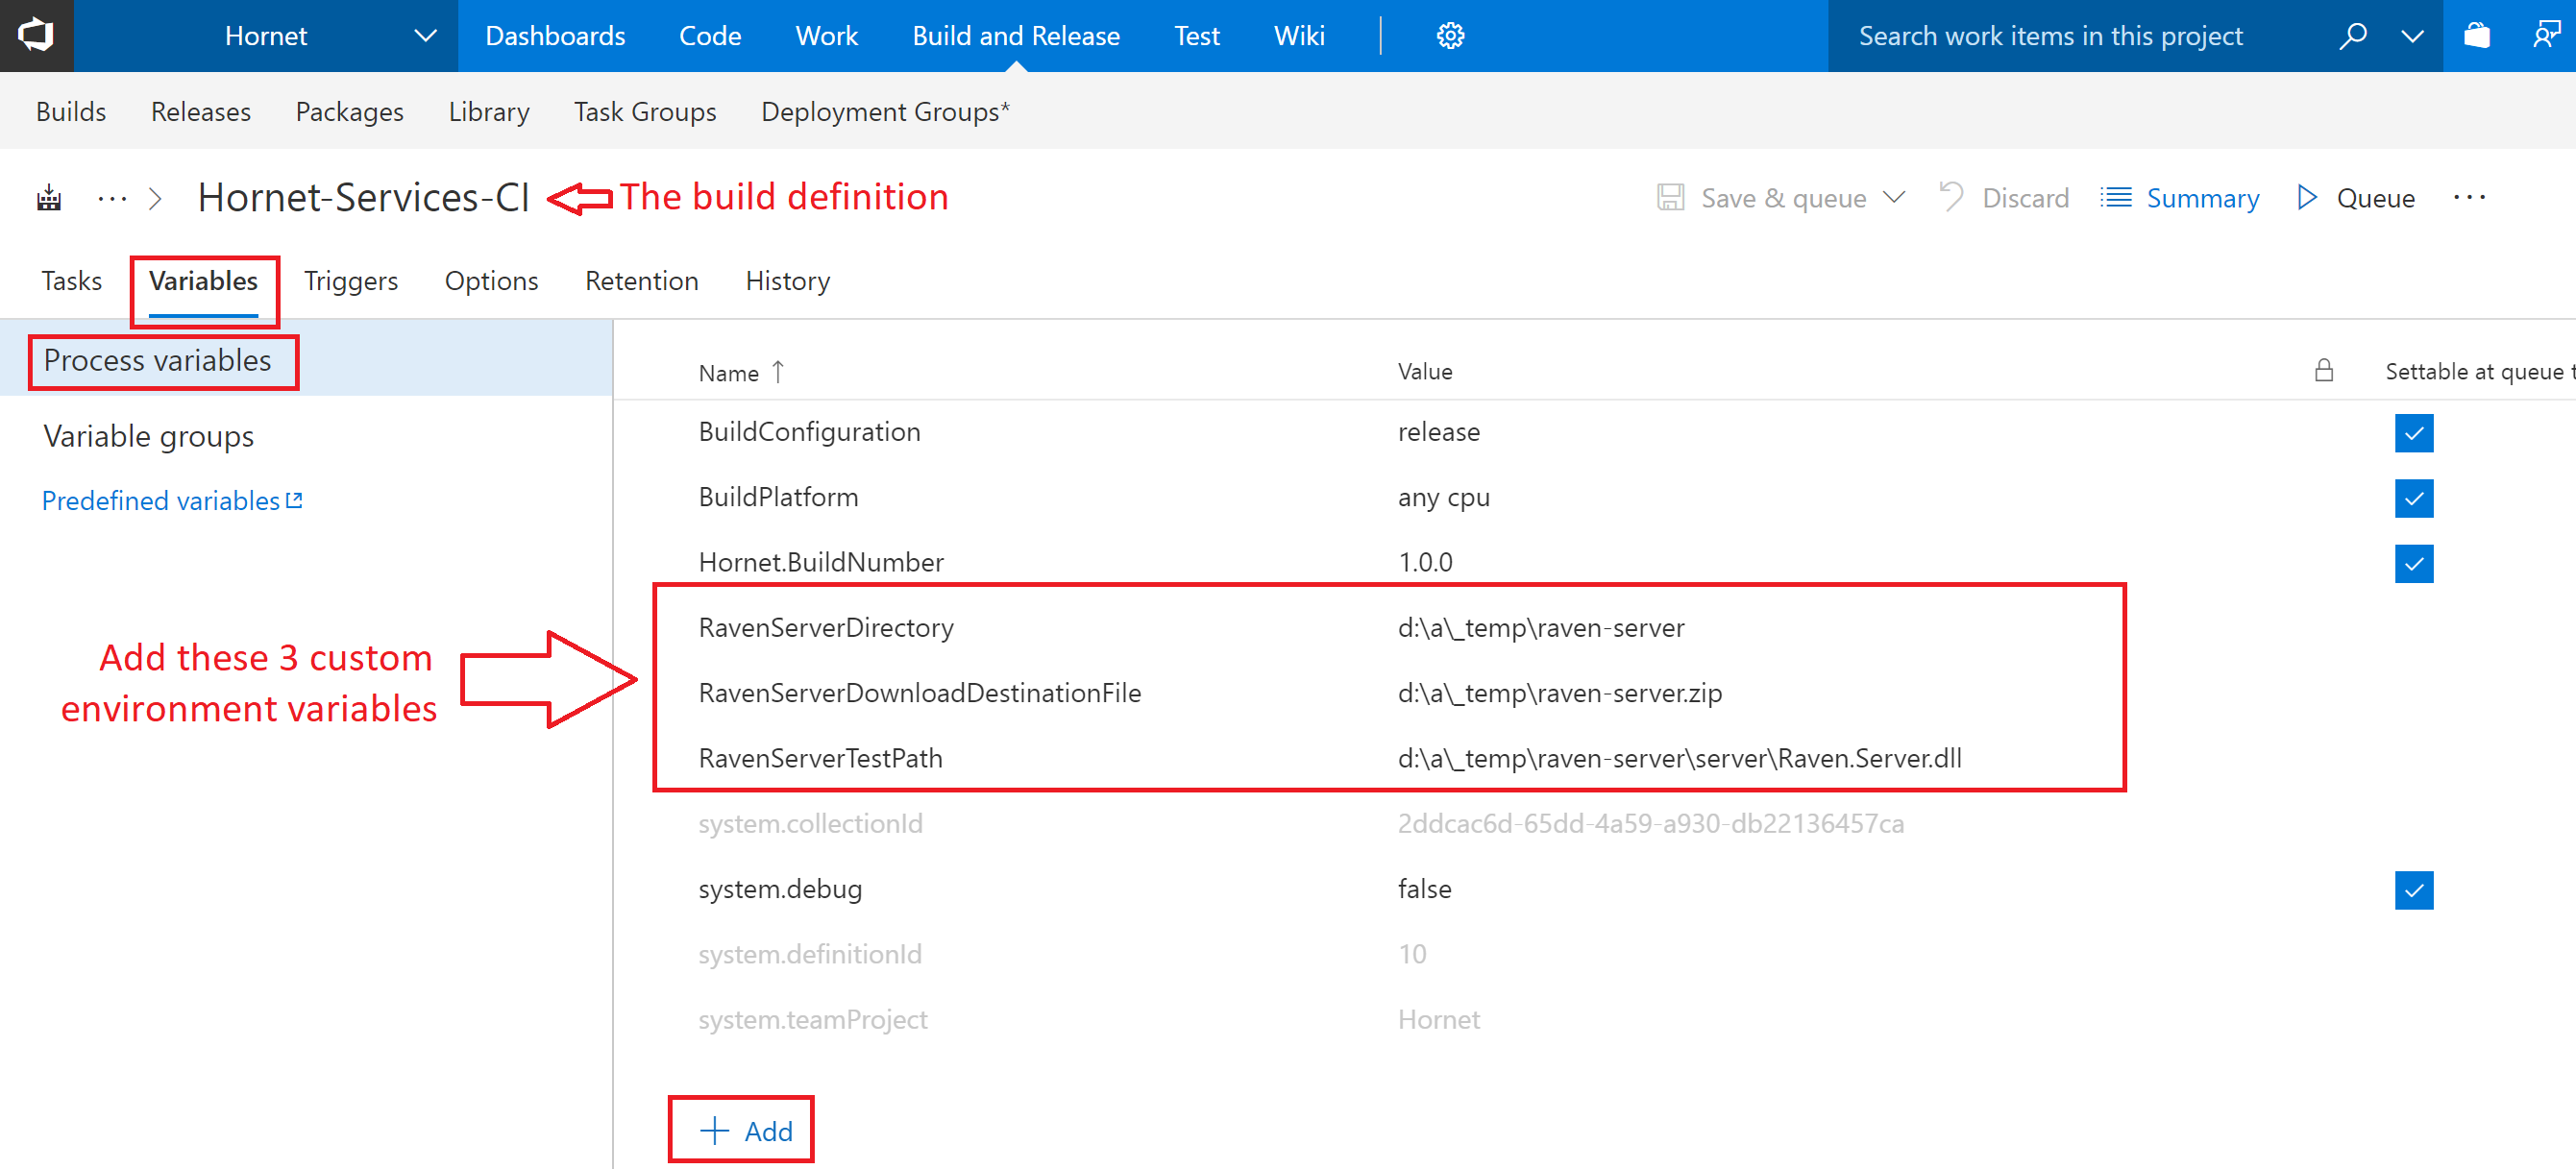 Hornet Dashboards Code Work Build and Release Test Wiki Search work items in this project
Builds Releases Packages Library Task Groups Deployment Groups*
··· Hornet-Services-CI The build definition Save & queue Discard Summary Queue ···
Tasks Variables Triggers Options Retention History
Process variables
Variable groups
Predefined variables
Add these 3 custom
environment variables
Name ↑ Value Settable at queue t
BuildConfiguration release
BuildPlatform any cpu
Hornet.BuildNumber 1.0.0
RavenServerDirectory d:\a\_temp\raven-server
RavenServerDownloadDestinationFile d:\a\_temp\raven-server.zip
RavenServerTestPath d:\a\_temp\raven-server\server\Raven.Server.dll
system.collectionId 2ddcac6d-65dd-4a59-a930-db22136457ca
system.debug false
system.definitionId 10
system.teamProject Hornet
+ Add